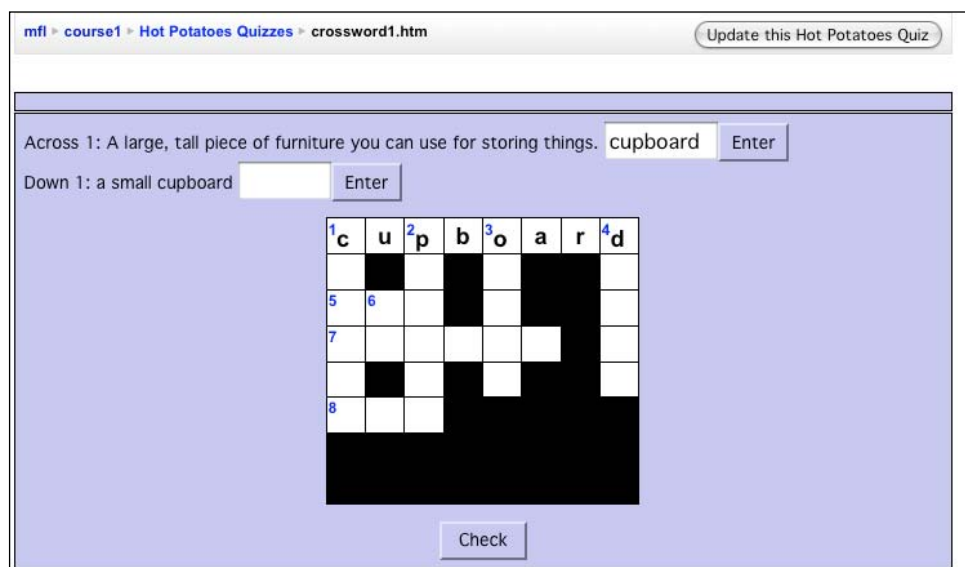 mfl ▸ course1 ▸ Hot Potatoes Quizzes ▸ crossword1.htm
Update this Hot Potatoes Quiz
Across 1: A large, tall piece of furniture you can use for storing things. cupboard Enter
Down 1: a small cupboard Enter
1c u 2p b 3o a r 4d
5 6
7
8
Check